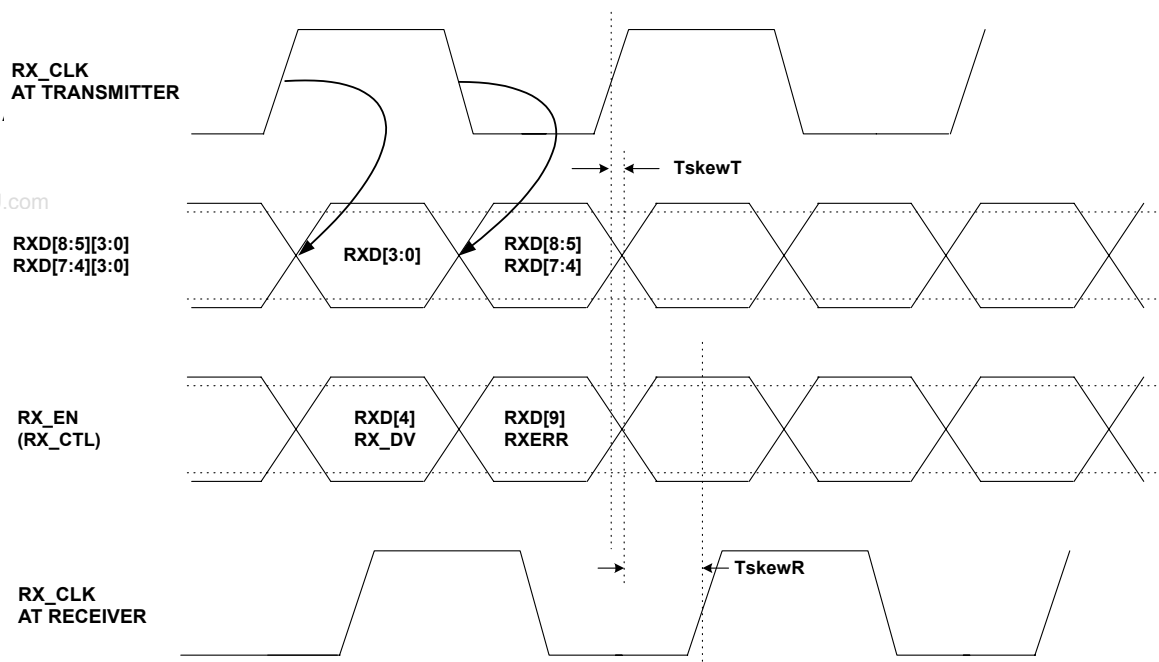 RX_CLK
AT TRANSMITTER
TskewT
.com
RXD[8:5][3:0]
RXD[7:4][3:0]
RXD[3:0]
RXD[8:5]
RXD[7:4]
RX_EN
(RX_CTL)
RXD[4]
RX_DV
RXD[9]
RXERR
TskewR
RX_CLK
AT RECEIVER